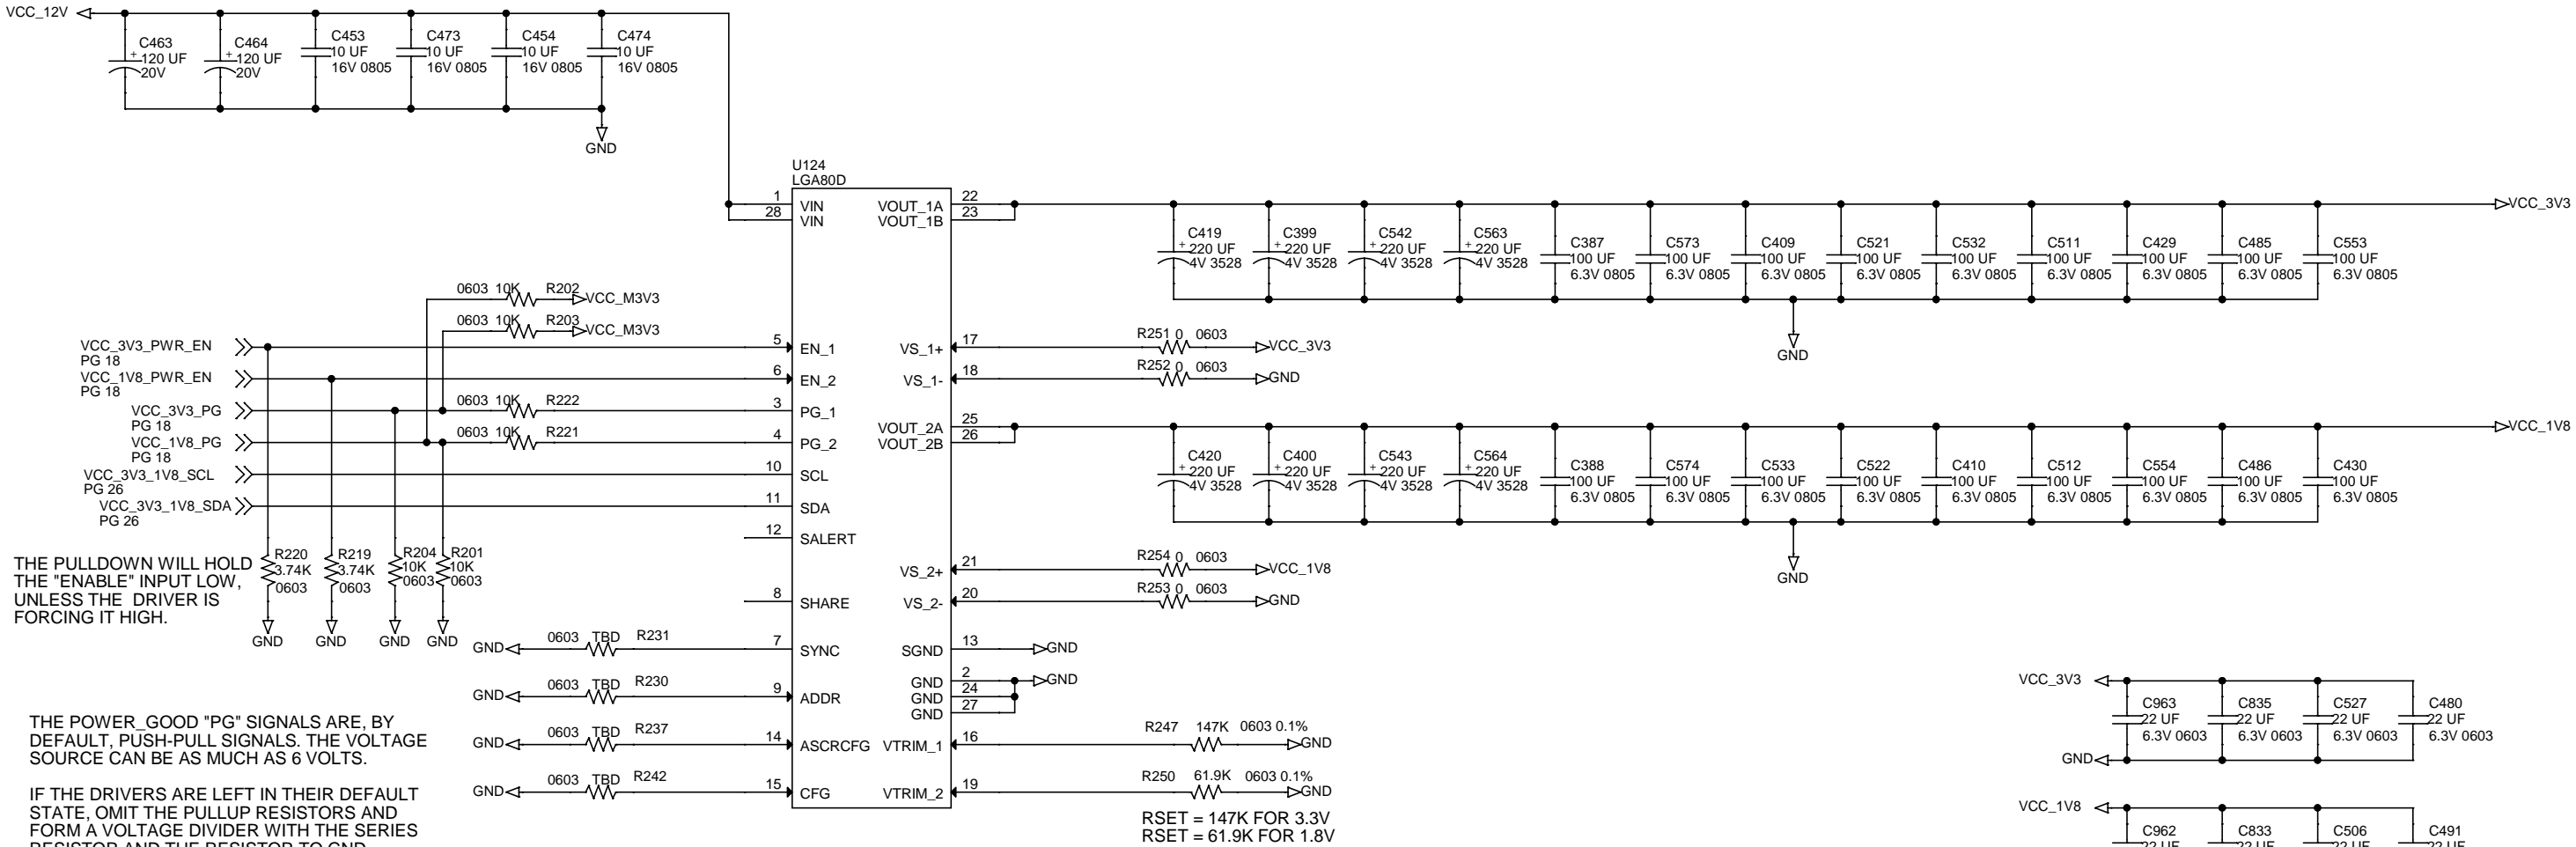 VCC_12V
C463
+
120 UF
20V
C464
+
120 UF
20V
C453
10 UF
16V 0805
C473
10 UF
16V 0805
C454
10 UF
16V 0805
C474
10 UF
16V 0805
GND
U124
LGA80D
1
VIN
28
VIN
5
EN_1
6
EN_2
3
PG_1
4
PG_2
10
SCL
11
SDA
12
SALERT
8
SHARE
7
SYNC
9
ADDR
14
ASCRCFG
15
CFG
VOUT_1A
22
VOUT_1B
23
VS_1+
17
VS_1-
18
VOUT_2A
25
VOUT_2B
26
VS_2+
21
VS_2-
20
SGND
13
GND
2
GND
24
GND
27
VTRIM_1
16
VTRIM_2
19
0603 10K R202
VCC_M3V3
0603 10K R203
VCC_M3V3
VCC_3V3_PWR_EN
PG 18
VCC_1V8_PWR_EN
PG 18
VCC_3V3_PG
PG 18
VCC_1V8_PG
PG 18
VCC_3V3_1V8_SCL
PG 26
VCC_3V3_1V8_SDA
PG 26
0603 10K R222
0603 10K R221
R220
3.74K
0603
GND
R219
3.74K
0603
GND
R204
10K
0603
GND
R201
10K
0603
GND
THE PULLDOWN WILL HOLD
THE "ENABLE" INPUT LOW,
UNLESS THE DRIVER IS
FORCING IT HIGH.
GND 0603 TBD R231
GND 0603 TBD R230
GND 0603 TBD R237
GND 0603 TBD R242
THE POWER_GOOD "PG" SIGNALS ARE, BY
DEFAULT, PUSH-PULL SIGNALS. THE VOLTAGE
SOURCE CAN BE AS MUCH AS 6 VOLTS.
IF THE DRIVERS ARE LEFT IN THEIR DEFAULT
STATE, OMIT THE PULLUP RESISTORS AND
FORM A VOLTAGE DIVIDER WITH THE SERIES
RESISTOR AND THE RESISTOR TO GND
C419
+
220 UF
4V 3528
C399
+
220 UF
4V 3528
C542
+
220 UF
4V 3528
C563
+
220 UF
4V 3528
C387
100 UF
6.3V 0805
C573
100 UF
6.3V 0805
C409
100 UF
6.3V 0805
C521
100 UF
6.3V 0805
C532
100 UF
6.3V 0805
C511
100 UF
6.3V 0805
C429
100 UF
6.3V 0805
C485
100 UF
6.3V 0805
C553
100 UF
6.3V 0805
VCC_3V3
GND
R251 0 0603
VCC_3V3
R252 0 0603
GND
C420
+
220 UF
4V 3528
C400
+
220 UF
4V 3528
C543
+
220 UF
4V 3528
C564
+
220 UF
4V 3528
C388
100 UF
6.3V 0805
C574
100 UF
6.3V 0805
C533
100 UF
6.3V 0805
C522
100 UF
6.3V 0805
C410
100 UF
6.3V 0805
C512
100 UF
6.3V 0805
C554
100 UF
6.3V 0805
C486
100 UF
6.3V 0805
C430
100 UF
6.3V 0805
VCC_1V8
GND
R254 0 0603
VCC_1V8
R253 0 0603
GND
GND
GND
R247 147K 0603 0.1%
GND
R250 61.9K 0603 0.1%
GND
RSET = 147K FOR 3.3V
RSET = 61.9K FOR 1.8V
VCC_3V3
C963
22 UF
6.3V 0603
C835
22 UF
6.3V 0603
C527
22 UF
6.3V 0603
C480
22 UF
6.3V 0603
GND
VCC_1V8
C962
22 UF
C833
22 UF
C506
22 UF
C491
22 UF